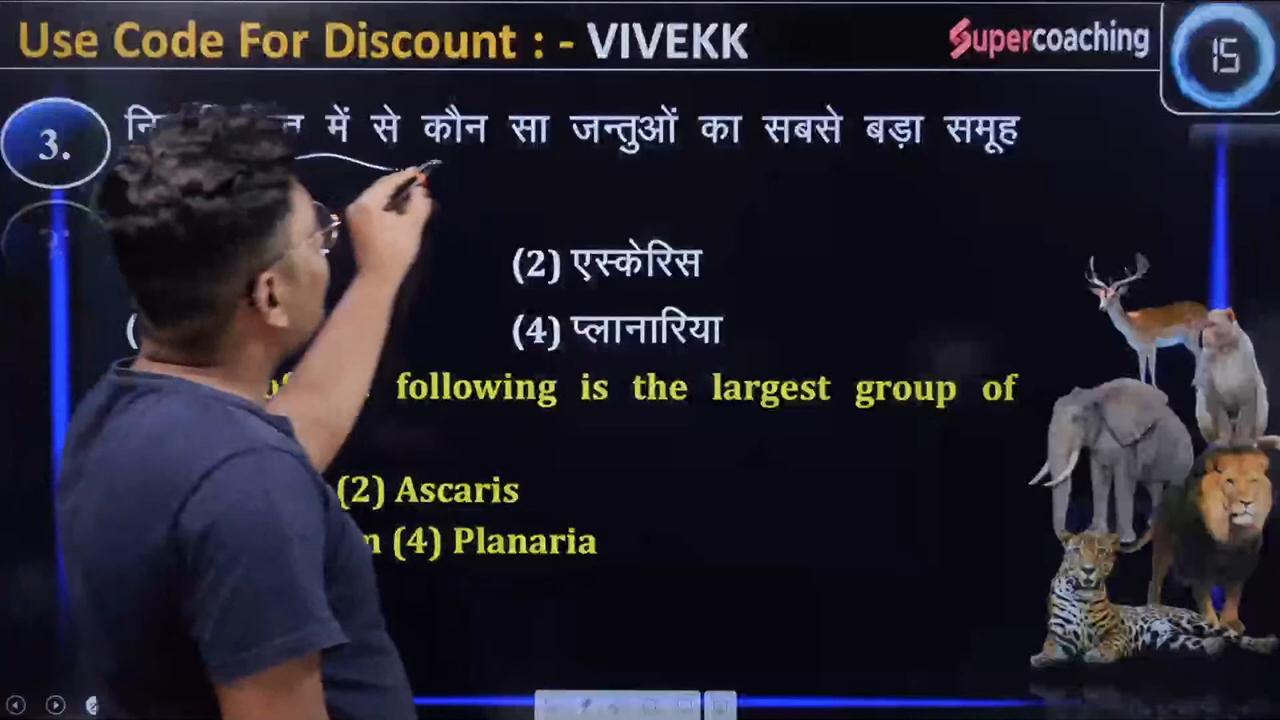 Use Code For Discount : - VIVEKK
Supercoaching
15
3.
में से कौन सा जन्तुओं का सबसे बड़ा समूह
(2) एस्केरिस
(4) प्लानारिया
following is the largest group of
(2) Ascaris
(4) Planaria